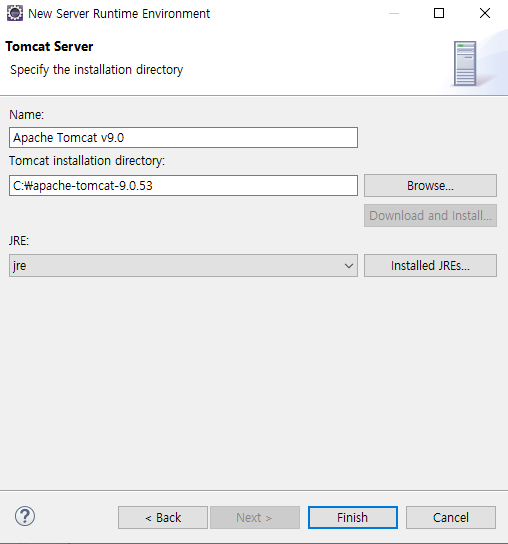 New Server Runtime Environment
Tomcat Server
Specify the installation directory
Name:
Apache Tomcat v9.0
Tomcat installation directory:
C:₩apache-tomcat-9.0.53
Browse...
Download and Install...
JRE:
jre
Installed JREs...
?
< Back
Next >
Finish
Cancel